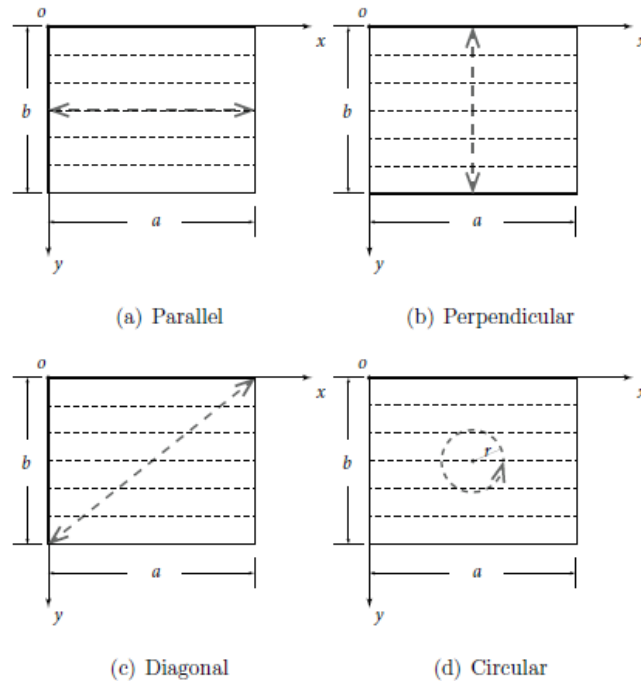 o
x
b
a
y
(a) Parallel
o
x
b
a
y
(b) Perpendicular
o
x
b
a
y
(c) Diagonal
o
x
b
r
a
y
(d) Circular